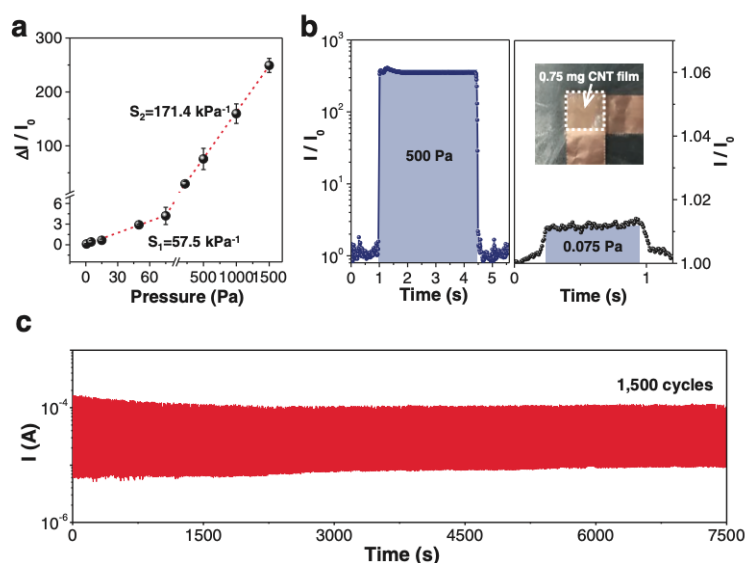 a
300
250
150
50
6
3
0
0
30
60
500
1000
1500
ΔI / I₀
Pressure (Pa)
S₂=171.4 kPa⁻¹
S₁=57.5 kPa⁻¹
b
10³
10²
10¹
10⁰
I / I₀
500 Pa
0 1 2 3 4 5
Time (s)
0.75 mg CNT film
0.075 Pa
1.06
1.04
1.02
1.00
I / I₀
0 1
Time (s)
c
1,500 cycles
10⁻⁴
10⁻⁶
I (A)
0 1500 3000 4500 6000 7500
Time (s)